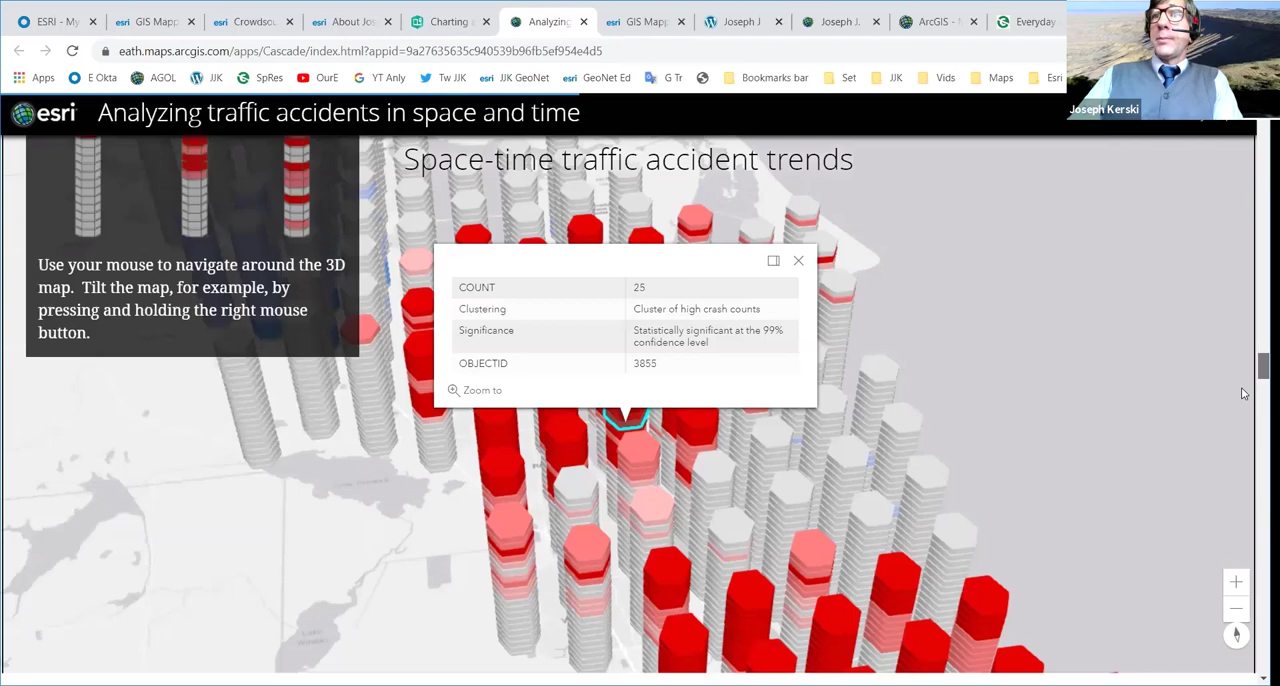 ESRI - My
GIS Mapp
Crowdsou
About Jos
Charting a
Analyzing
GIS Mapp
Joseph J
Joseph J.
ArcGIS - M
Everyday
eath.maps.arcgis.com/apps/Cascade/index.html?appid=9a27635635c940539b96fb5ef954e4d5
Apps
E Okta
AGOL
JJK
SpRes
OurE
YT Anly
Tw JJK
esri JJK GeoNet
esri GeoNet Ed
G Tr
Bookmarks bar
Set
JJK
Vids
Maps
Esri
Joseph Kerski
esri
Analyzing traffic accidents in space and time
Space-time traffic accident trends
Use your mouse to navigate around the 3D
map. Tilt the map, for example, by
pressing and holding the right mouse
button.
COUNT 25
Clustering Cluster of high crash counts
Significance Statistically significant at the 99%
confidence level
OBJECTID 3855
Zoom to